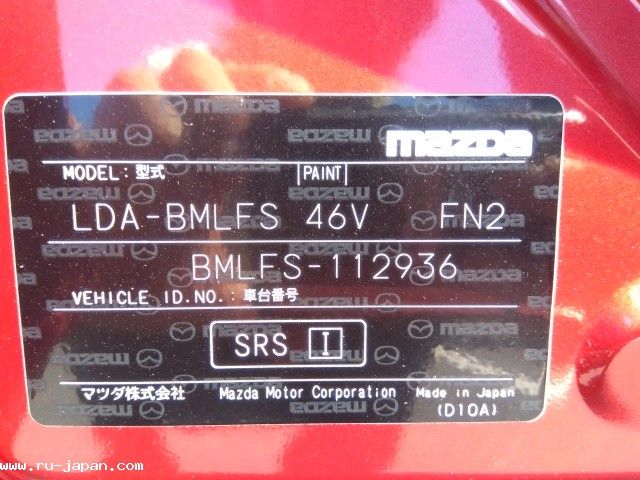 mazda
MODEL: 型式 PAINT
LDA-BMLFS 46V FN2
BMLFS-112936
VEHICLE ID.NO.: 車台番号
SRS I
マツダ株式会社 Mazda Motor Corporation Made in Japan
(D10A)
www.ru-japan.com